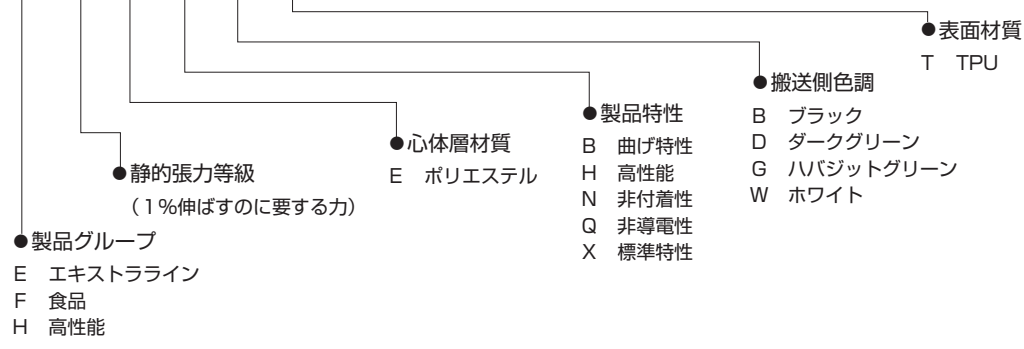 ●表面材質
T TPU
●搬送側色調
B ブラック
D ダークグリーン
G ハバジットグリーン
W ホワイト
●製品特性
B 曲げ特性
H 高性能
N 非付着性
Q 非導電性
X 標準特性
●心体層材質
E ポリエステル
●静的張力等級
（１％伸ばすのに要する力）
●製品グループ
E エキストラライン
F 食品
H 高性能